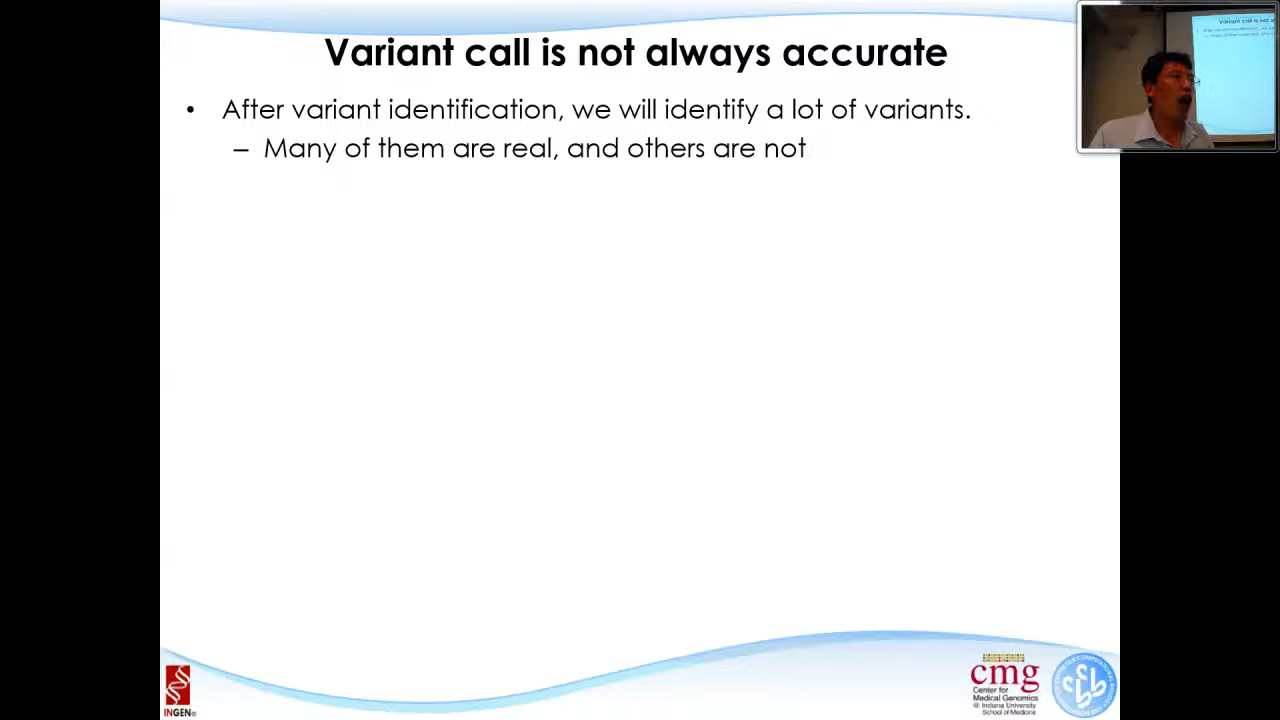 Variant call is not always accurate
• After variant identification, we will identify a lot of variants.
– Many of them are real, and others are not
INGEN
cmg
Center for
Medical Genomics
@ Indiana University
School of Medicine